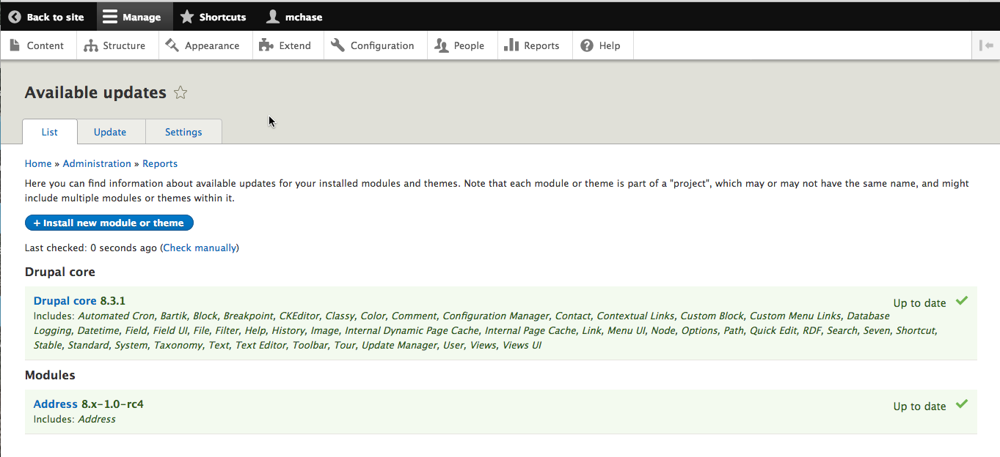 Back to site Manage Shortcuts mchase
Content Structure Appearance Extend Configuration People Reports Help
Available updates
List Update Settings
Home » Administration » Reports
Here you can find information about available updates for your installed modules and themes. Note that each module or theme is part of a "project", which may or may not have the same name, and might
include multiple modules or themes within it.
+ Install new module or theme
Last checked: 0 seconds ago (Check manually)
Drupal core
Drupal core 8.3.1 Up to date
Includes: Automated Cron, Bartik, Block, Breakpoint, CKEditor, Classy, Color, Comment, Configuration Manager, Contact, Contextual Links, Custom Block, Custom Menu Links, Database
Logging, Datetime, Field, Field UI, File, Filter, Help, History, Image, Internal Dynamic Page Cache, Internal Page Cache, Link, Menu UI, Node, Options, Path, Quick Edit, RDF, Search, Seven, Shortcut,
Stable, Standard, System, Taxonomy, Text, Text Editor, Toolbar, Tour, Update Manager, User, Views, Views UI
Modules
Address 8.x-1.0-rc4 Up to date
Includes: Address